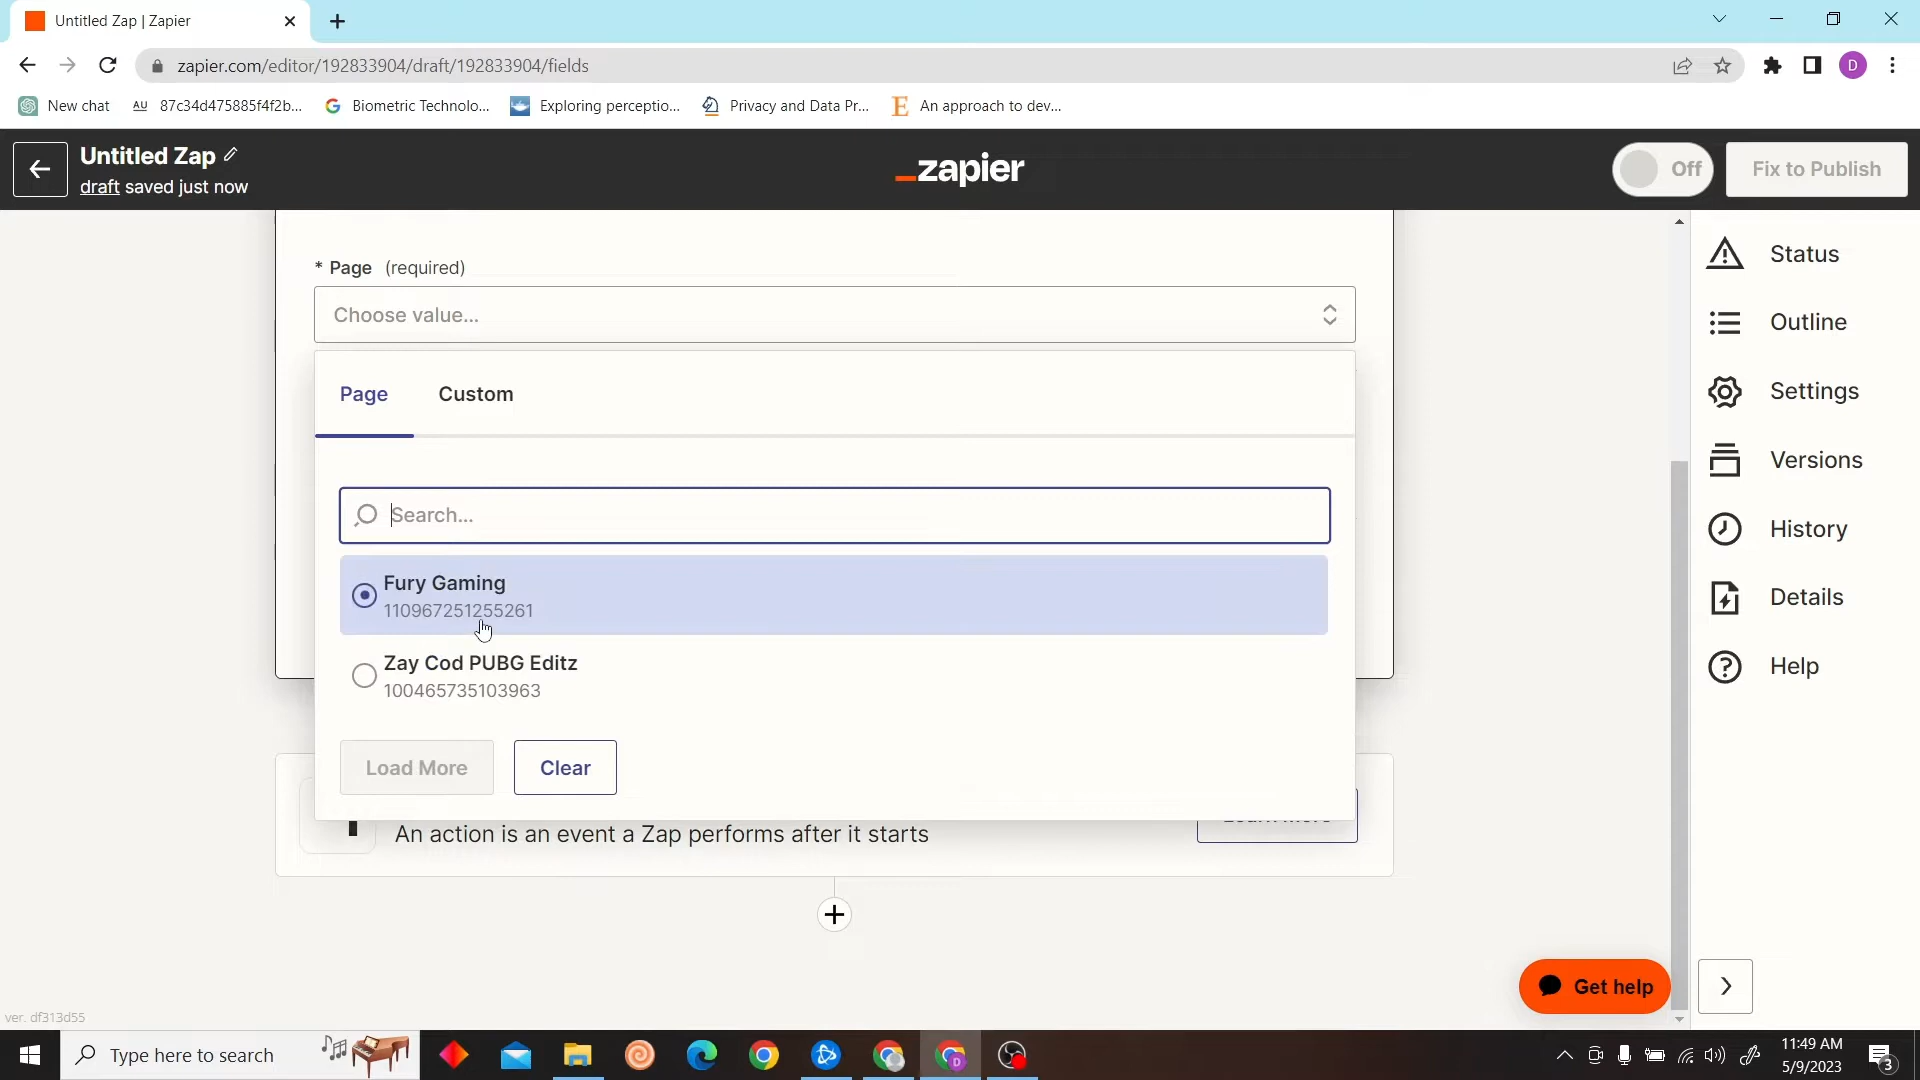 Untitled Zap | Zapier
zapier.com/editor/192833904/draft/192833904/fields
D
New chat
AU 87c34d475885f4f2b...
Biometric Technolo...
Exploring perceptio...
Privacy and Data Pr...
E An approach to dev...
Untitled Zap
draft saved just now
_zapier
Off
Fix to Publish
* Page (required)
Choose value...
Page
Custom
Search...
Fury Gaming
110967251255261
Zay Cod PUBG Editz
100465735103963
Load More
Clear
An action is an event a Zap performs after it starts
Status
Outline
Settings
Versions
History
Details
Help
Get help
ver. df313d55
Type here to search
11:49 AM
5/9/2023
3